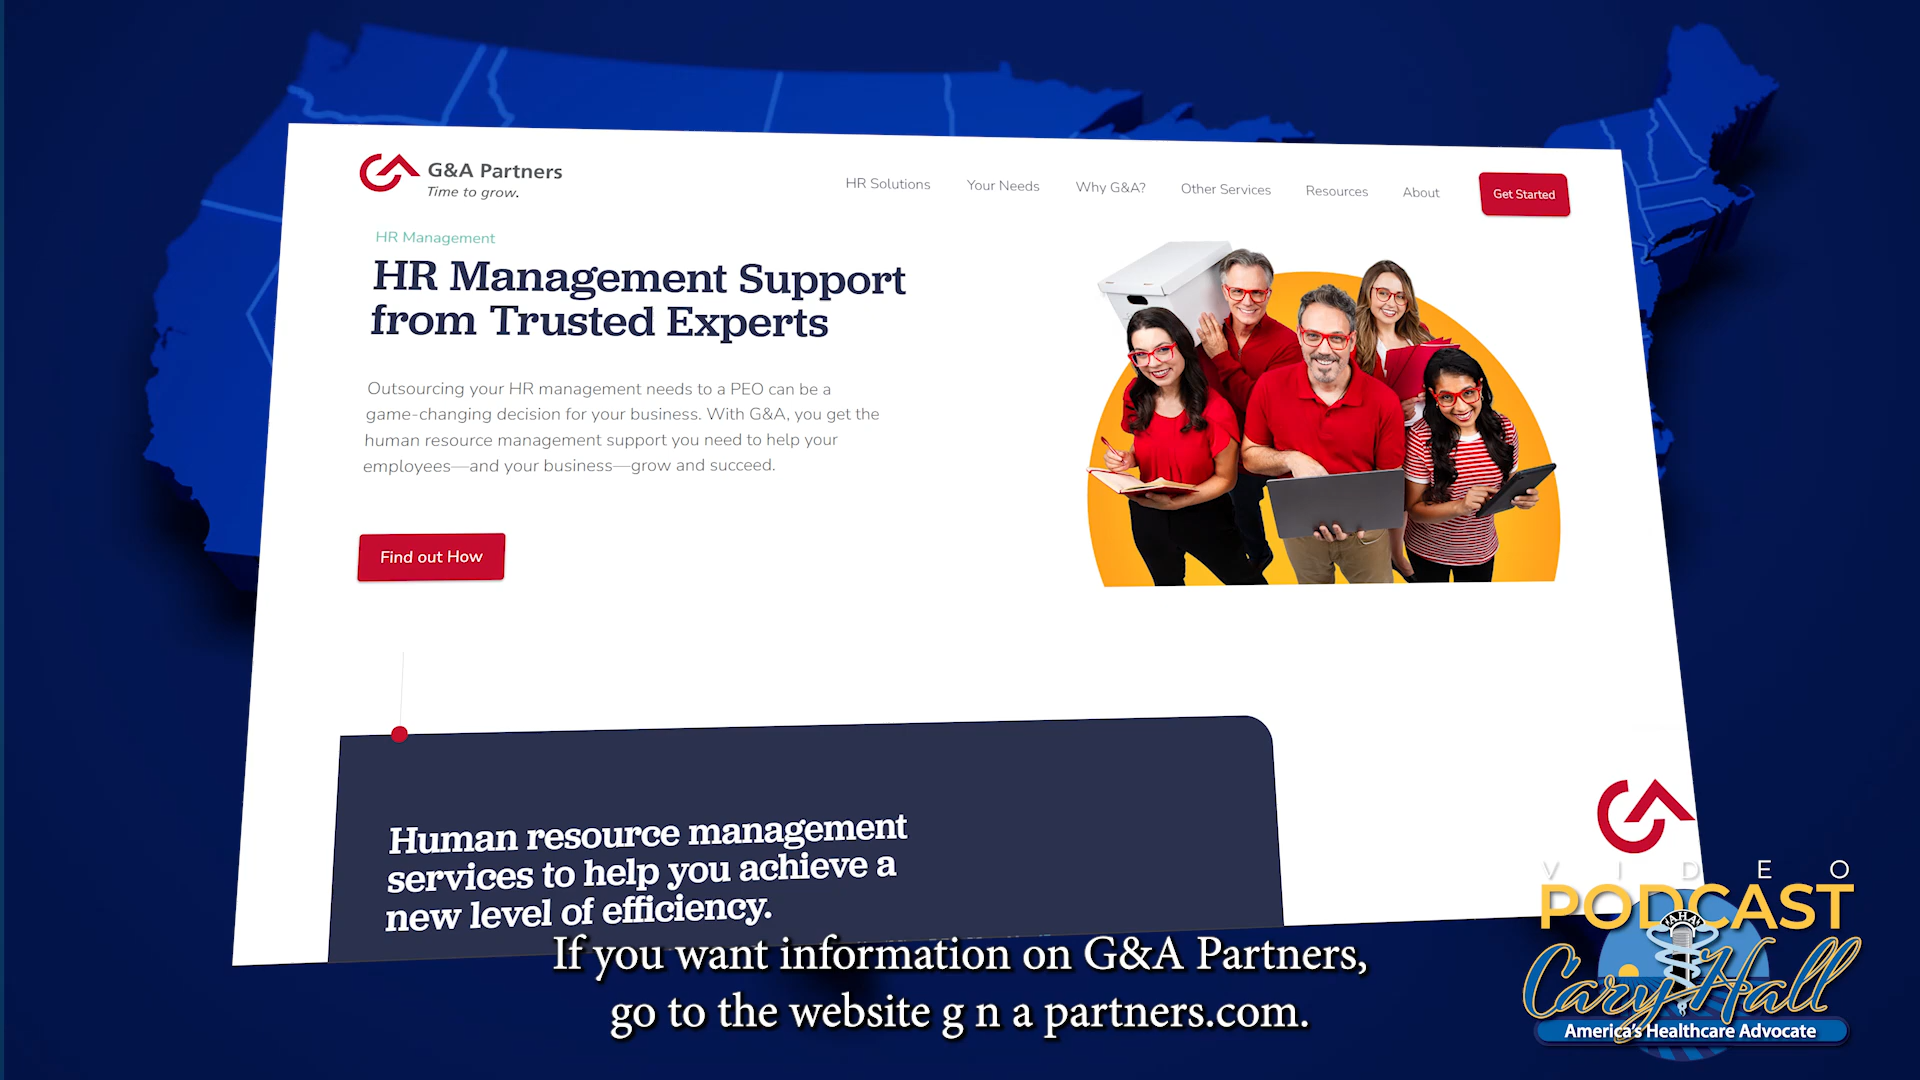 G&A Partners
Time to grow.
HR Solutions
Your Needs
Why G&A?
Other Services
Resources
About
Get Started
HR Management
HR Management Support
from Trusted Experts
Outsourcing your HR management needs to a PEO can be a
game-changing decision for your business. With G&A, you get the
human resource management support you need to help your
employees—and your business—grow and succeed.
Find out How
Human resource management
services to help you achieve a
new level of efficiency.
If you want information on G&A Partners,
go to the website g n a partners.com.
VIDEO
PODCAST
AHA
Cary Hall
America's Healthcare Advocate